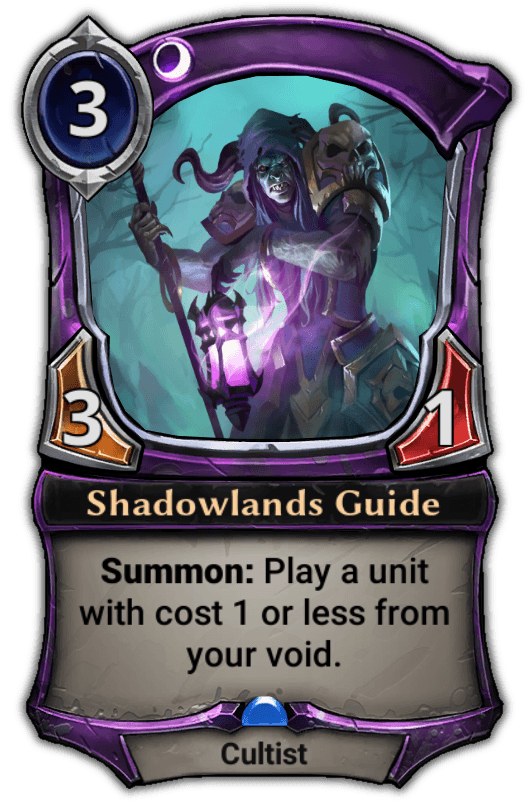 3
3
1
Shadowlands Guide
Summon: Play a unit
with cost 1 or less from
your void.
Cultist